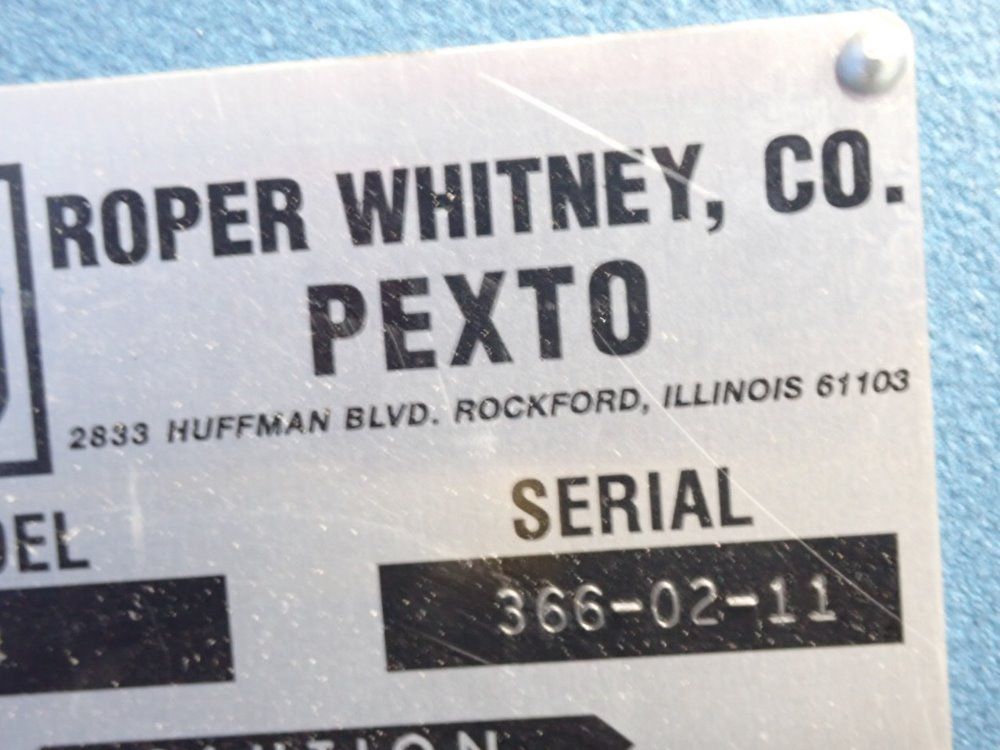 ROPER WHITNEY, CO.
PEXTO
2833 HUFFMAN BLVD. ROCKFORD, ILLINOIS 61103
SERIAL
366-02-11